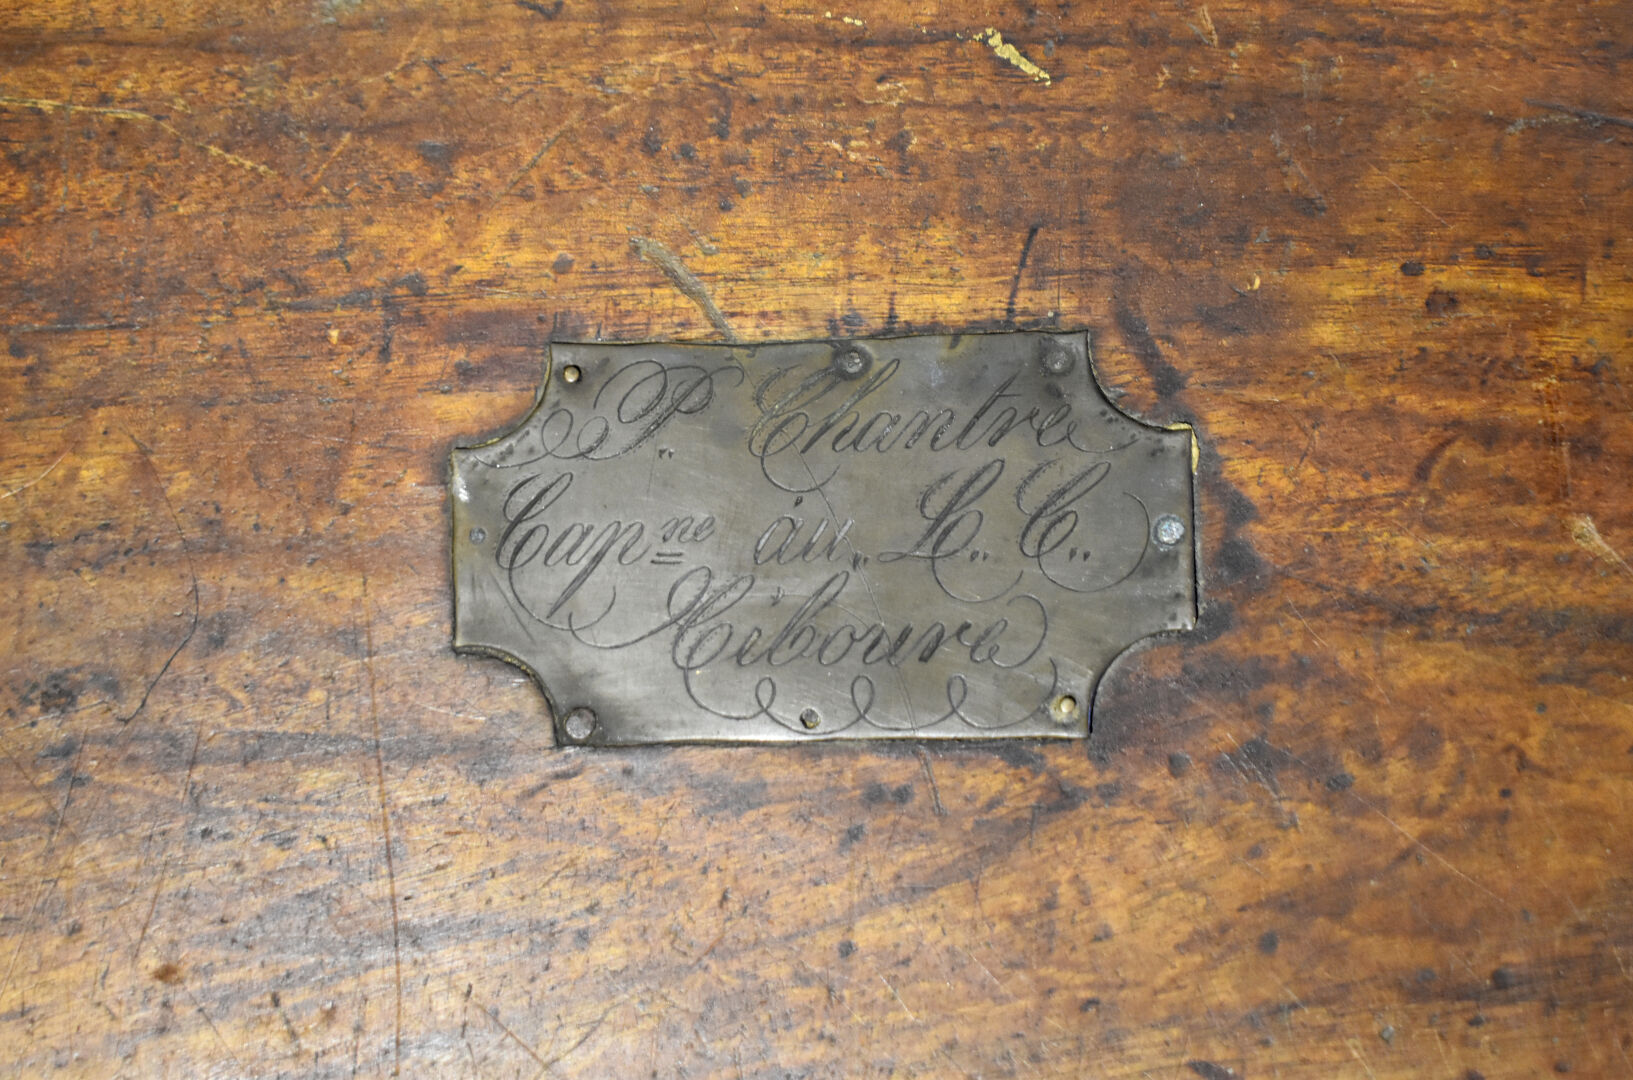 P. Chantre
Capne au L. C.
Ciboure